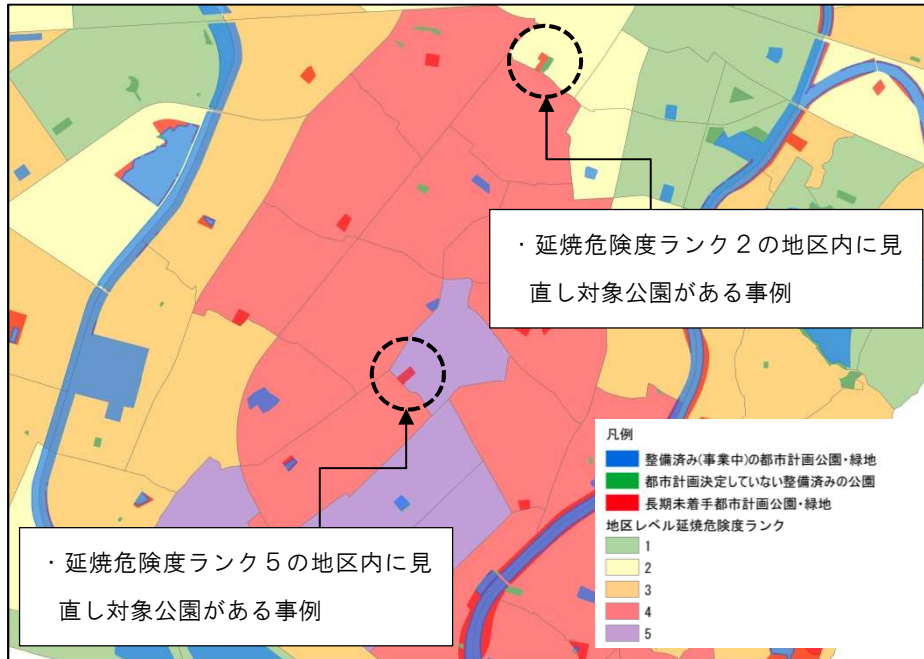 ・延焼危険度ランク２の地区内に見
直し対象公園がある事例
・延焼危険度ランク５の地区内に見
直し対象公園がある事例
凡例
整備済み(事業中)の都市計画公園・緑地
都市計画決定していない整備済みの公園
長期未着手都市計画公園・緑地
地区レベル延焼危険度ランク
1
2
3
4
5